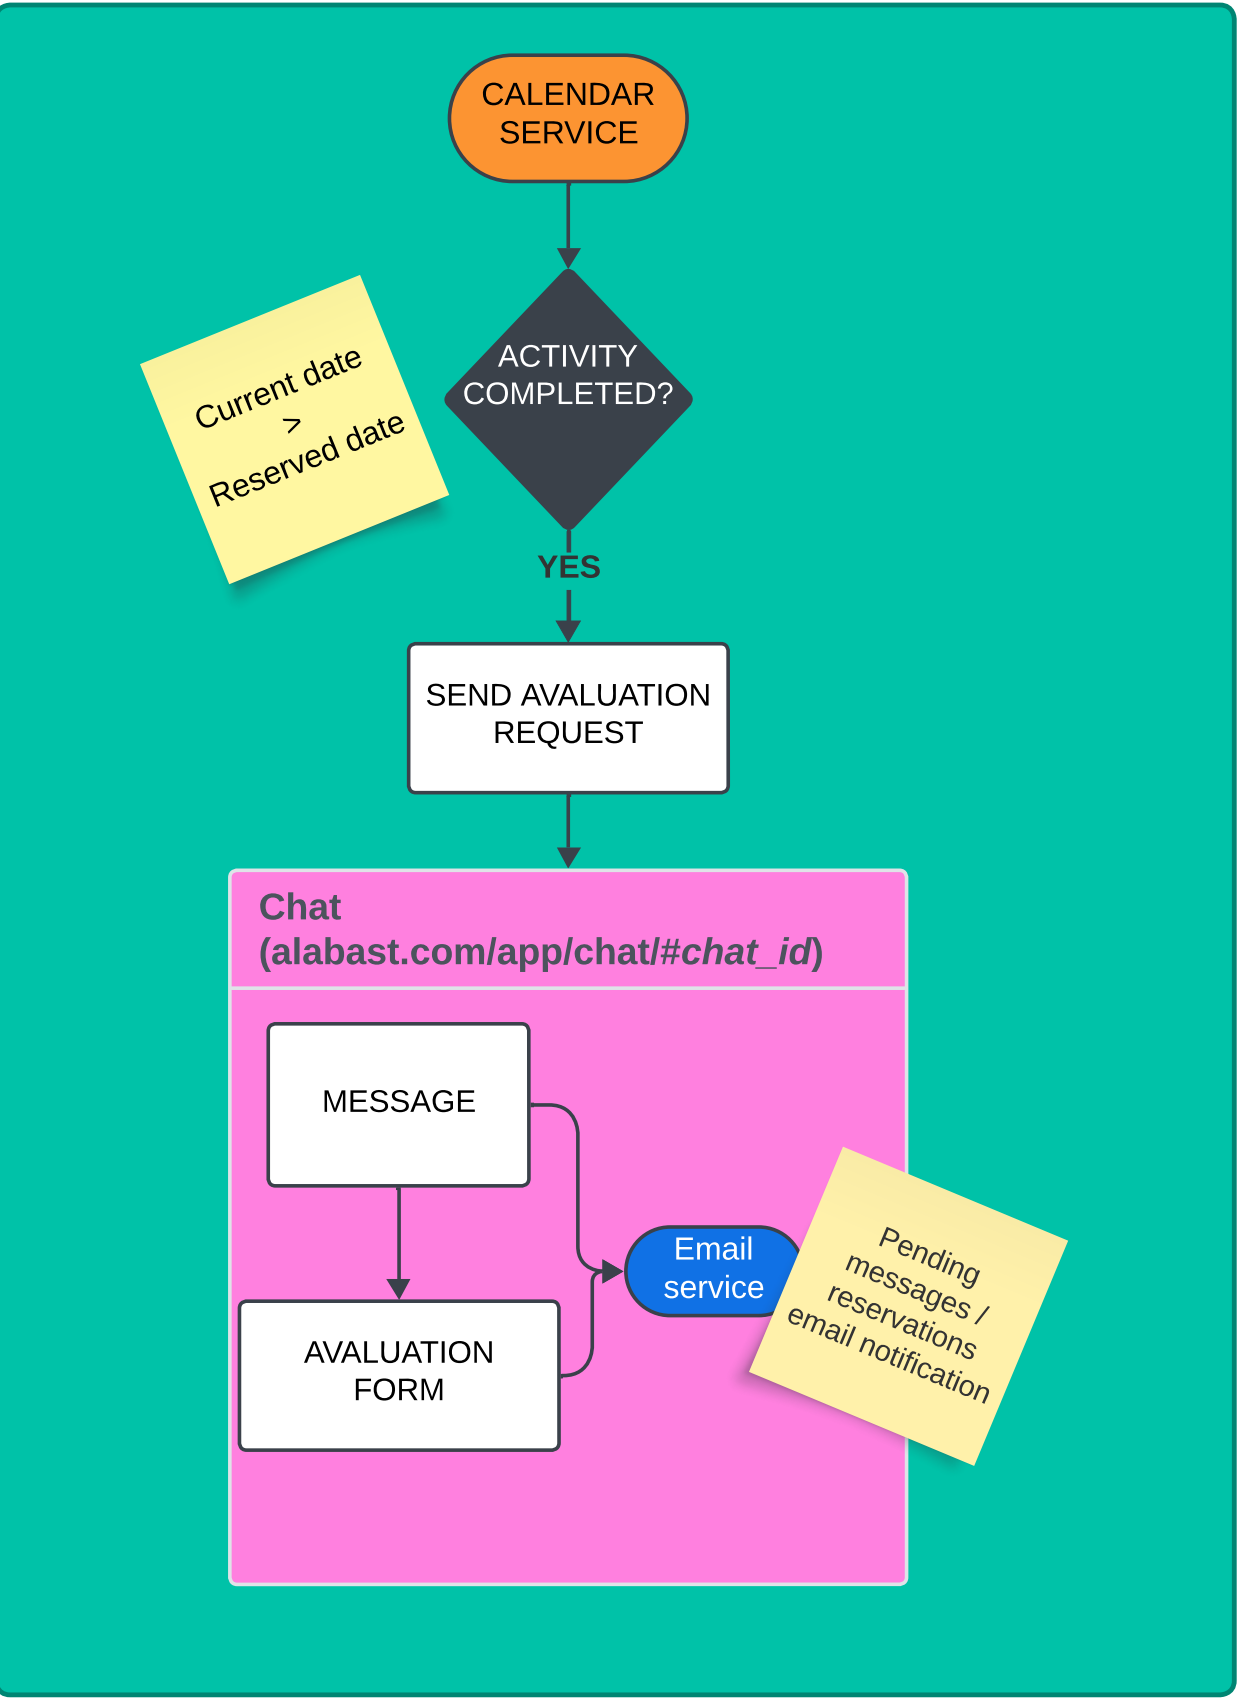 CALENDAR
SERVICE
ACTIVITY
COMPLETED?
Current date
>
Reserved date
YES
SEND AVALUATION
REQUEST
Chat
(alabast.com/app/chat/#chat_id)
MESSAGE
Email
service
Pending
messages /
reservations
email notification
AVALUATION
FORM